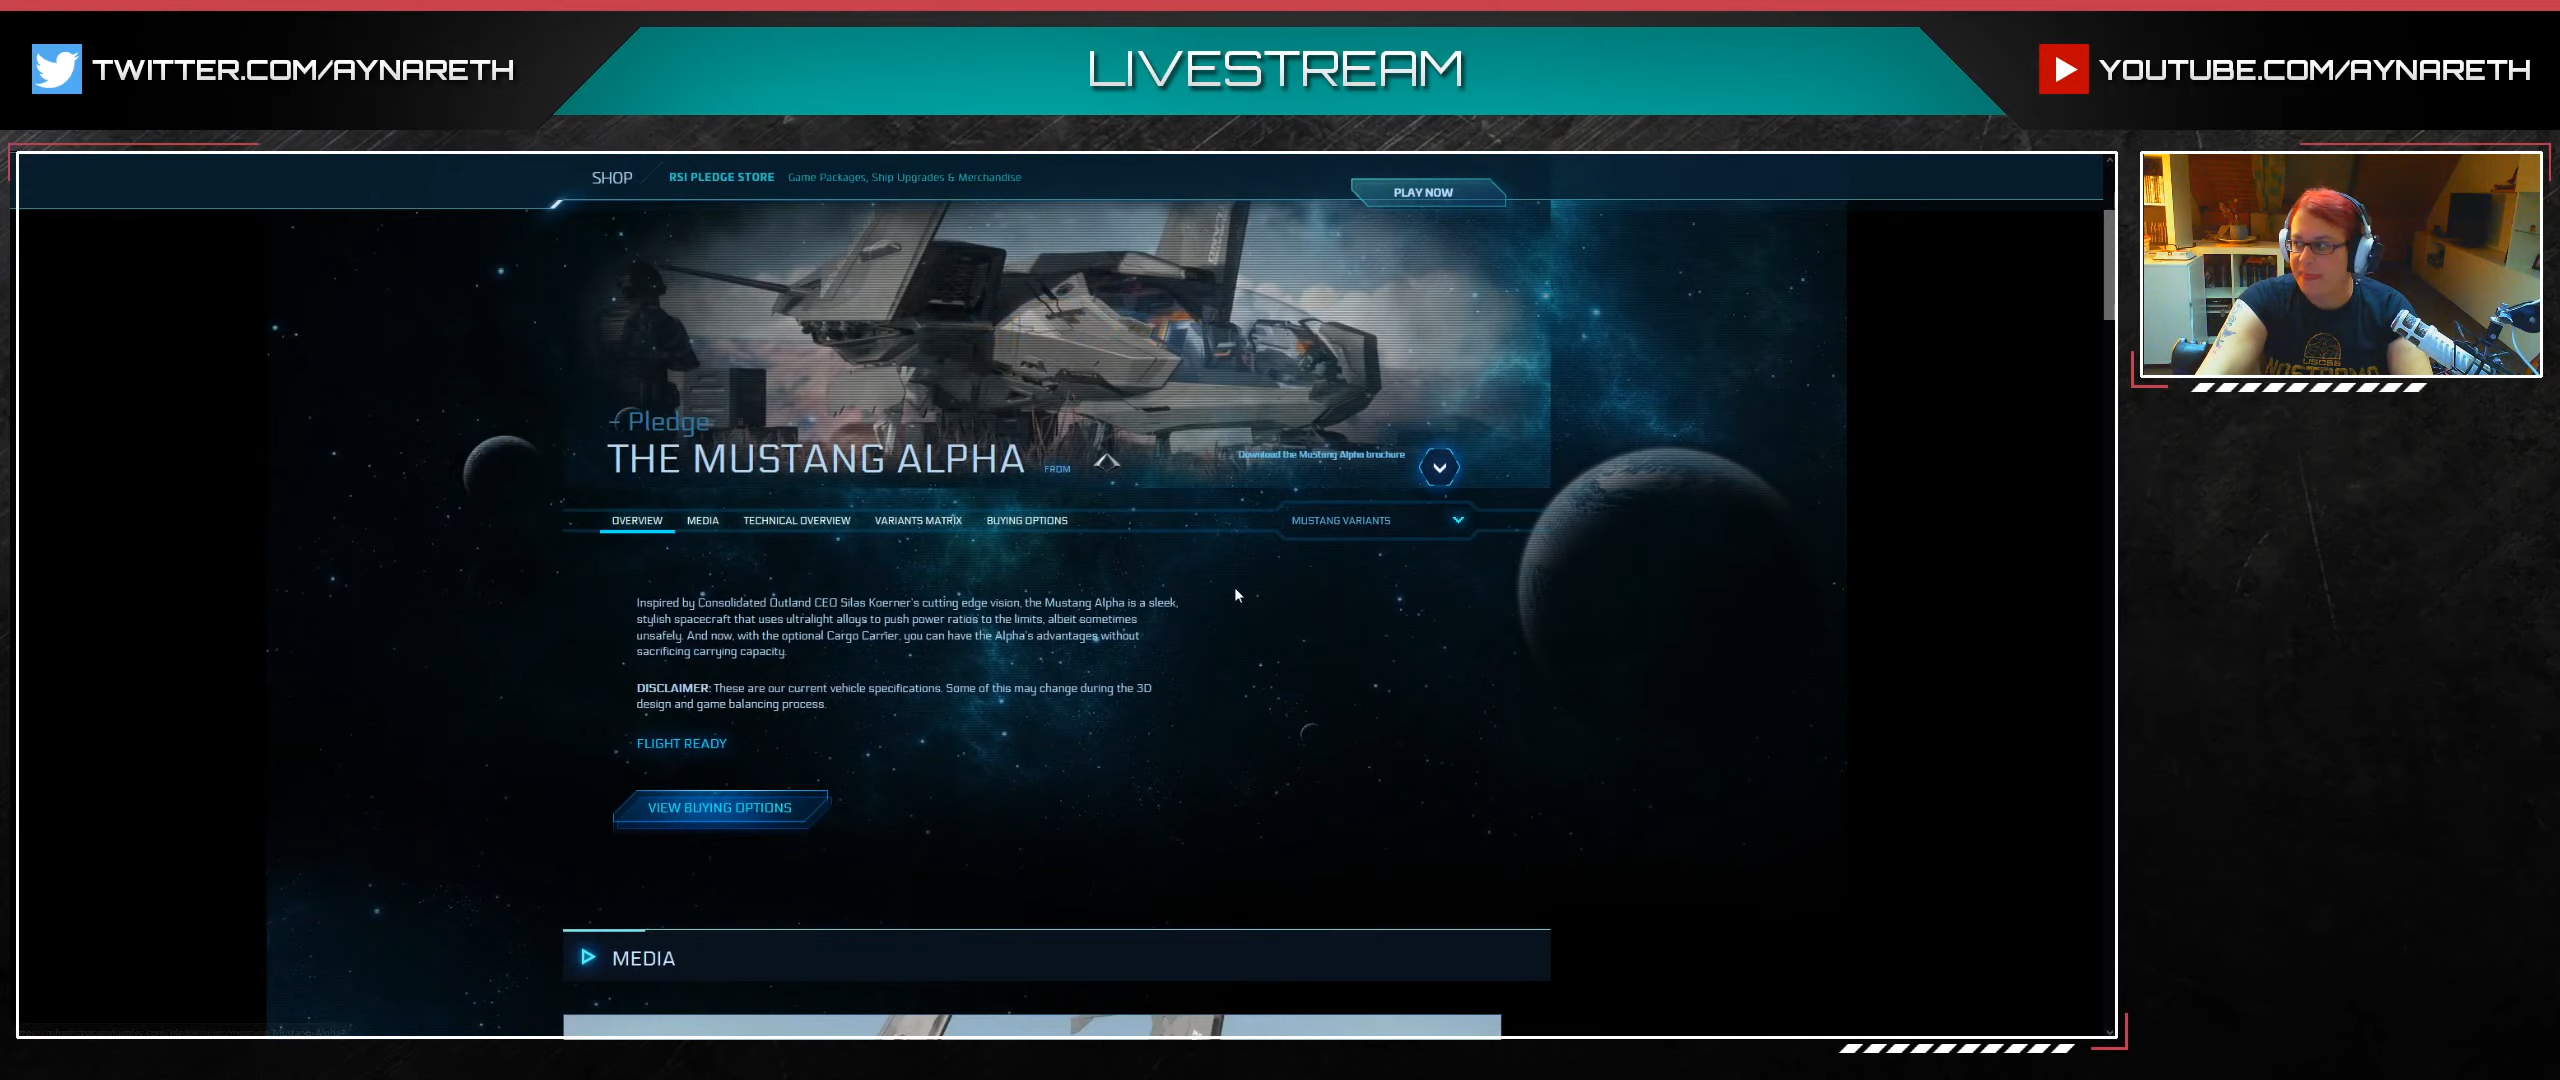 TWITTER.COM/AYNARETH
LIVESTREAM
YOUTUBE.COM/AYNARETH
SHOP
RSI PLEDGE STORE Game Packages, Ship Upgrades & Merchandise
PLAY NOW
Pledge
THE MUSTANG ALPHA FROM
Download the Mustang Alpha brochure
OVERVIEW MEDIA TECHNICAL OVERVIEW VARIANTS MATRIX BUYING OPTIONS
MUSTANG VARIANTS
Inspired by Consolidated Outland CEO Silas Koerner's cutting edge vision, the Mustang Alpha is a sleek,
stylish spacecraft that uses ultralight alloys to push power ratios to the limits, albeit sometimes
unsafely. And now, with the optional Cargo Carrier, you can have the Alpha's advantages without
sacrificing carrying capacity.
DISCLAIMER: These are our current vehicle specifications. Some of this may change during the 3D
design and game balancing process.
FLIGHT READY
VIEW BUYING OPTIONS
MEDIA
NOSTROMO